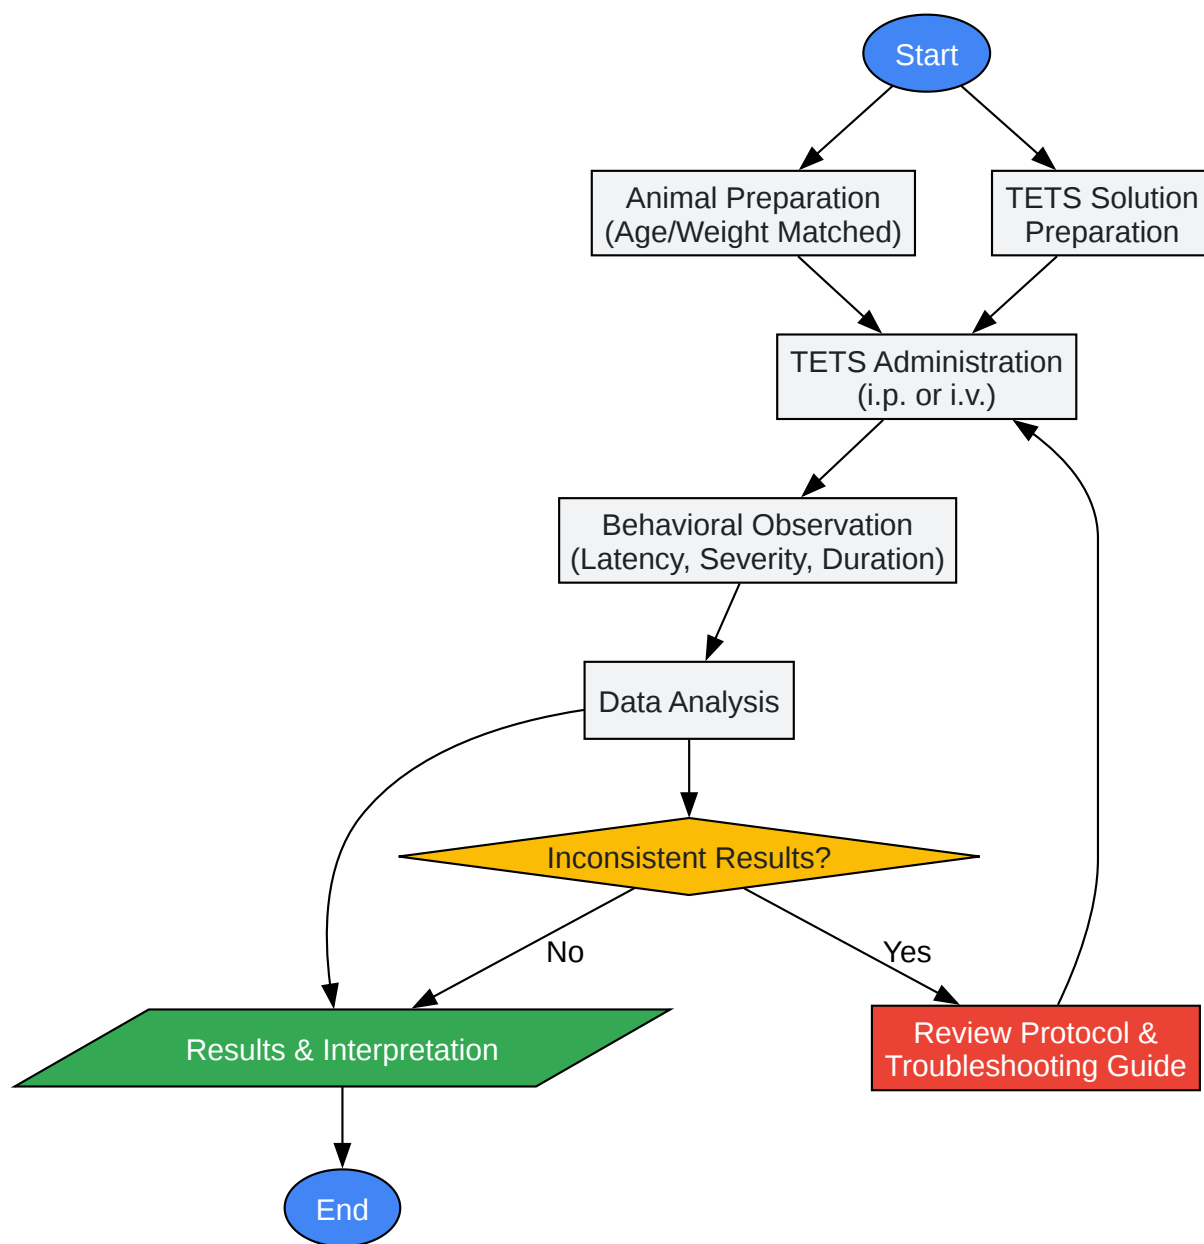 Start
Animal Preparation
(Age/Weight Matched)
TETS Solution
Preparation
TETS Administration
(i.p. or i.v.)
Behavioral Observation
(Latency, Severity, Duration)
Data Analysis
Inconsistent Results?
No
Yes
Results & Interpretation
Review Protocol &
Troubleshooting Guide
End